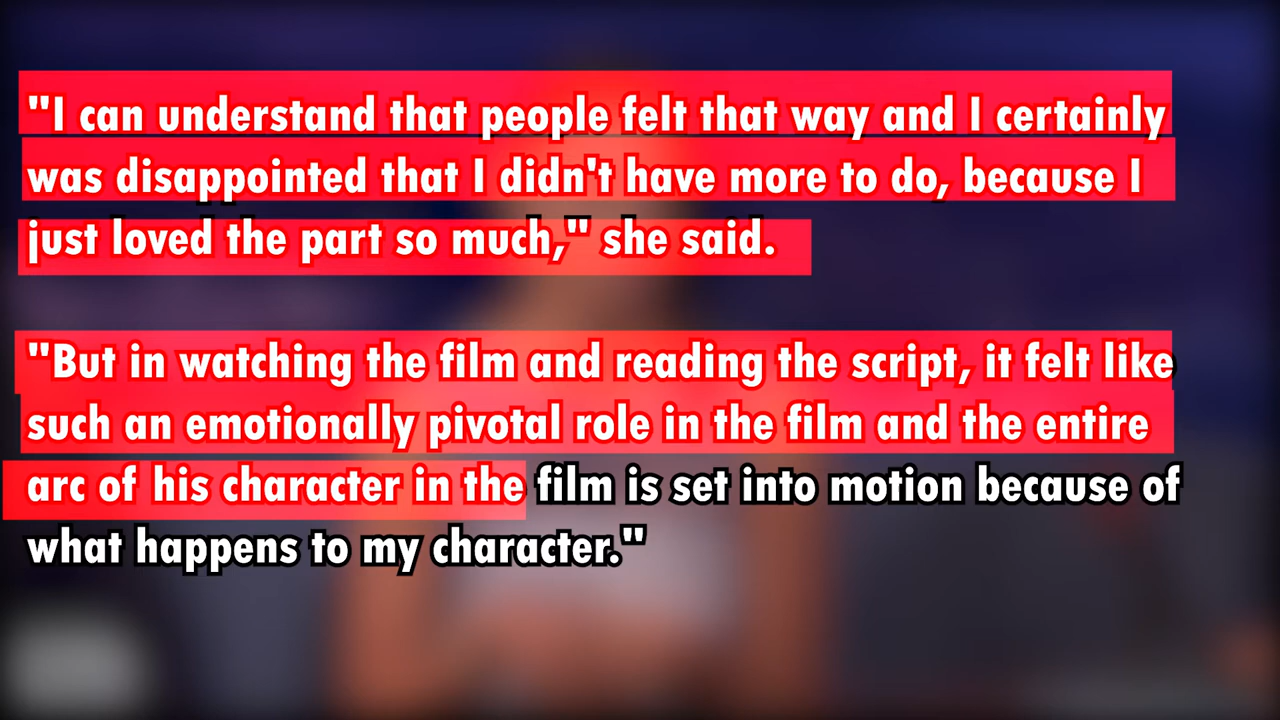 "I can understand that people felt that way and I certainly
was disappointed that I didn't have more to do, because I
just loved the part so much," she said.
"But in watching the film and reading the script, it felt like
such an emotionally pivotal role in the film and the entire
arc of his character in the film is set into motion because of
what happens to my character."